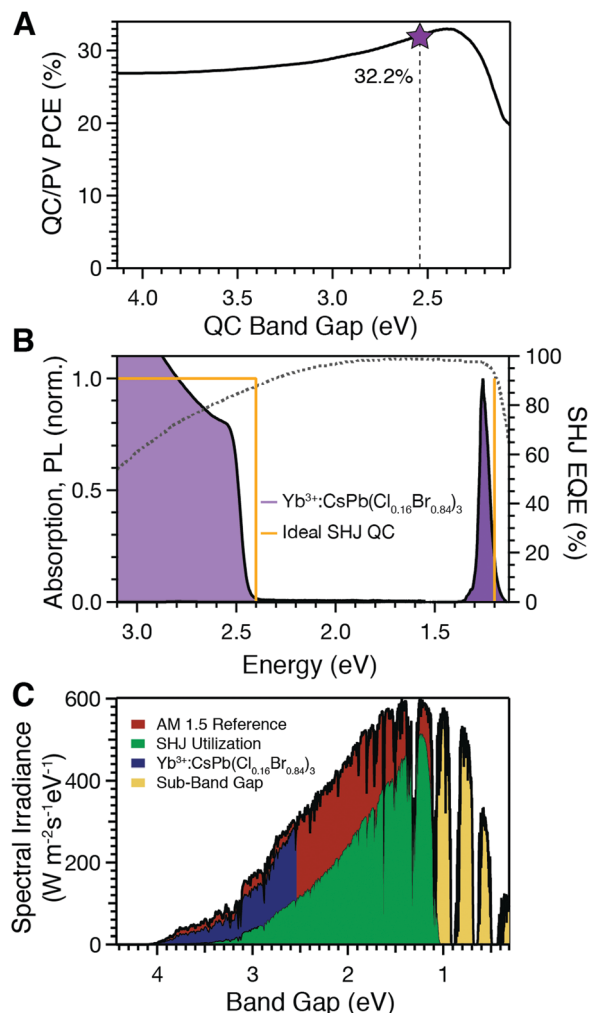 A
QC/PV PCE (%)
30
20
10
0
32.2%
4.0 3.5 3.0 2.5
QC Band Gap (eV)
B
Absorption, PL (norm.)
1.0
0.5
0.0
100
80
60
40
20
0
SHJ EQE (%)
Yb³⁺:CsPb(Cl₀.₁₆Br₀.₈₄)₃
Ideal SHJ QC
3.0 2.5 2.0 1.5
Energy (eV)
C
Spectral Irradiance
(W m⁻²s⁻¹eV⁻¹)
600
400
200
0
AM 1.5 Reference
SHJ Utilization
Yb³⁺:CsPb(Cl₀.₁₆Br₀.₈₄)₃
Sub-Band Gap
4 3 2 1
Band Gap (eV)